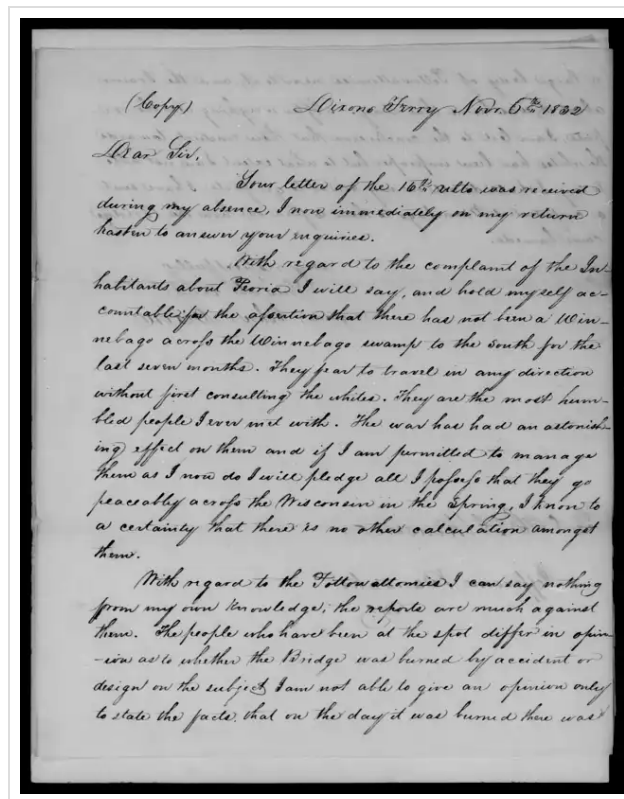 (Copy) Dixons Ferry Novr. 6th 1832
Dear Sir,
Your letter of the 16th ulto was received
during my absence, I now immediately on my return
hasten to answer your enquiries.
With regard to the complaint of the In-
habitants about Peoria I will say, and hold myself ac-
countable for the assertion that there has not been a Win-
nebago across the Winnebago swamp to the south for the
last seven months. They fear to travel in any direction
without first consulting the whites. They are the most hum-
bled people I ever met with. The war has had an astonish-
ing effect on them and if I am permitted to manage
them as I now do I will pledge all I possess that they go
peaceably across the Wisconsin in the Spring, I know to
a certainty that there is no other calculation amongst
them.
With regard to the Pottowattomies I can say nothing
from my own knowledge, the reports are much against
them. The people who have been at the spot differ in opin-
-ion as to whether the Bridge was burned by accident or
design on the subject I am not able to give an opinion only
to state the facts, that on the day it was burned there was